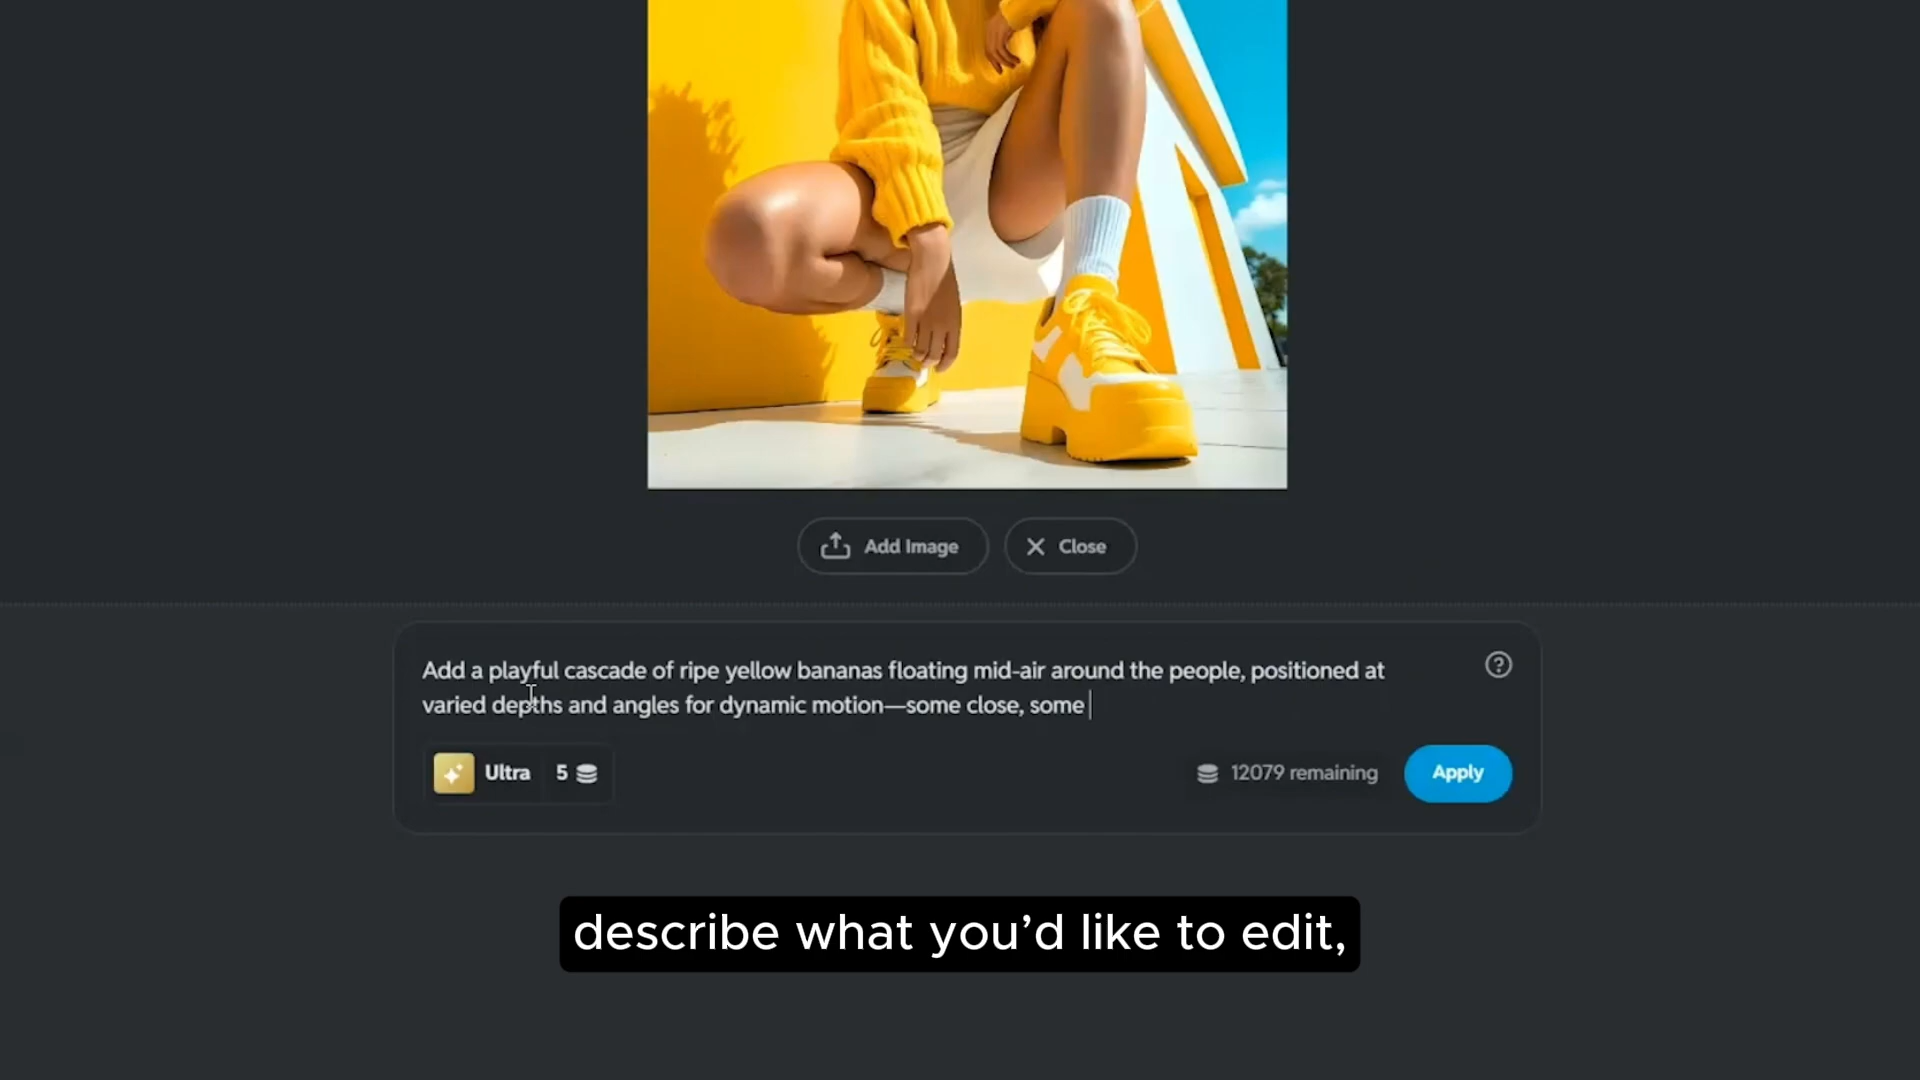 Add Image
Close
Add a playful cascade of ripe yellow bananas floating mid-air around the people, positioned at
varied depths and angles for dynamic motion—some close, some
Ultra
5
12079 remaining
Apply
describe what you’d like to edit,